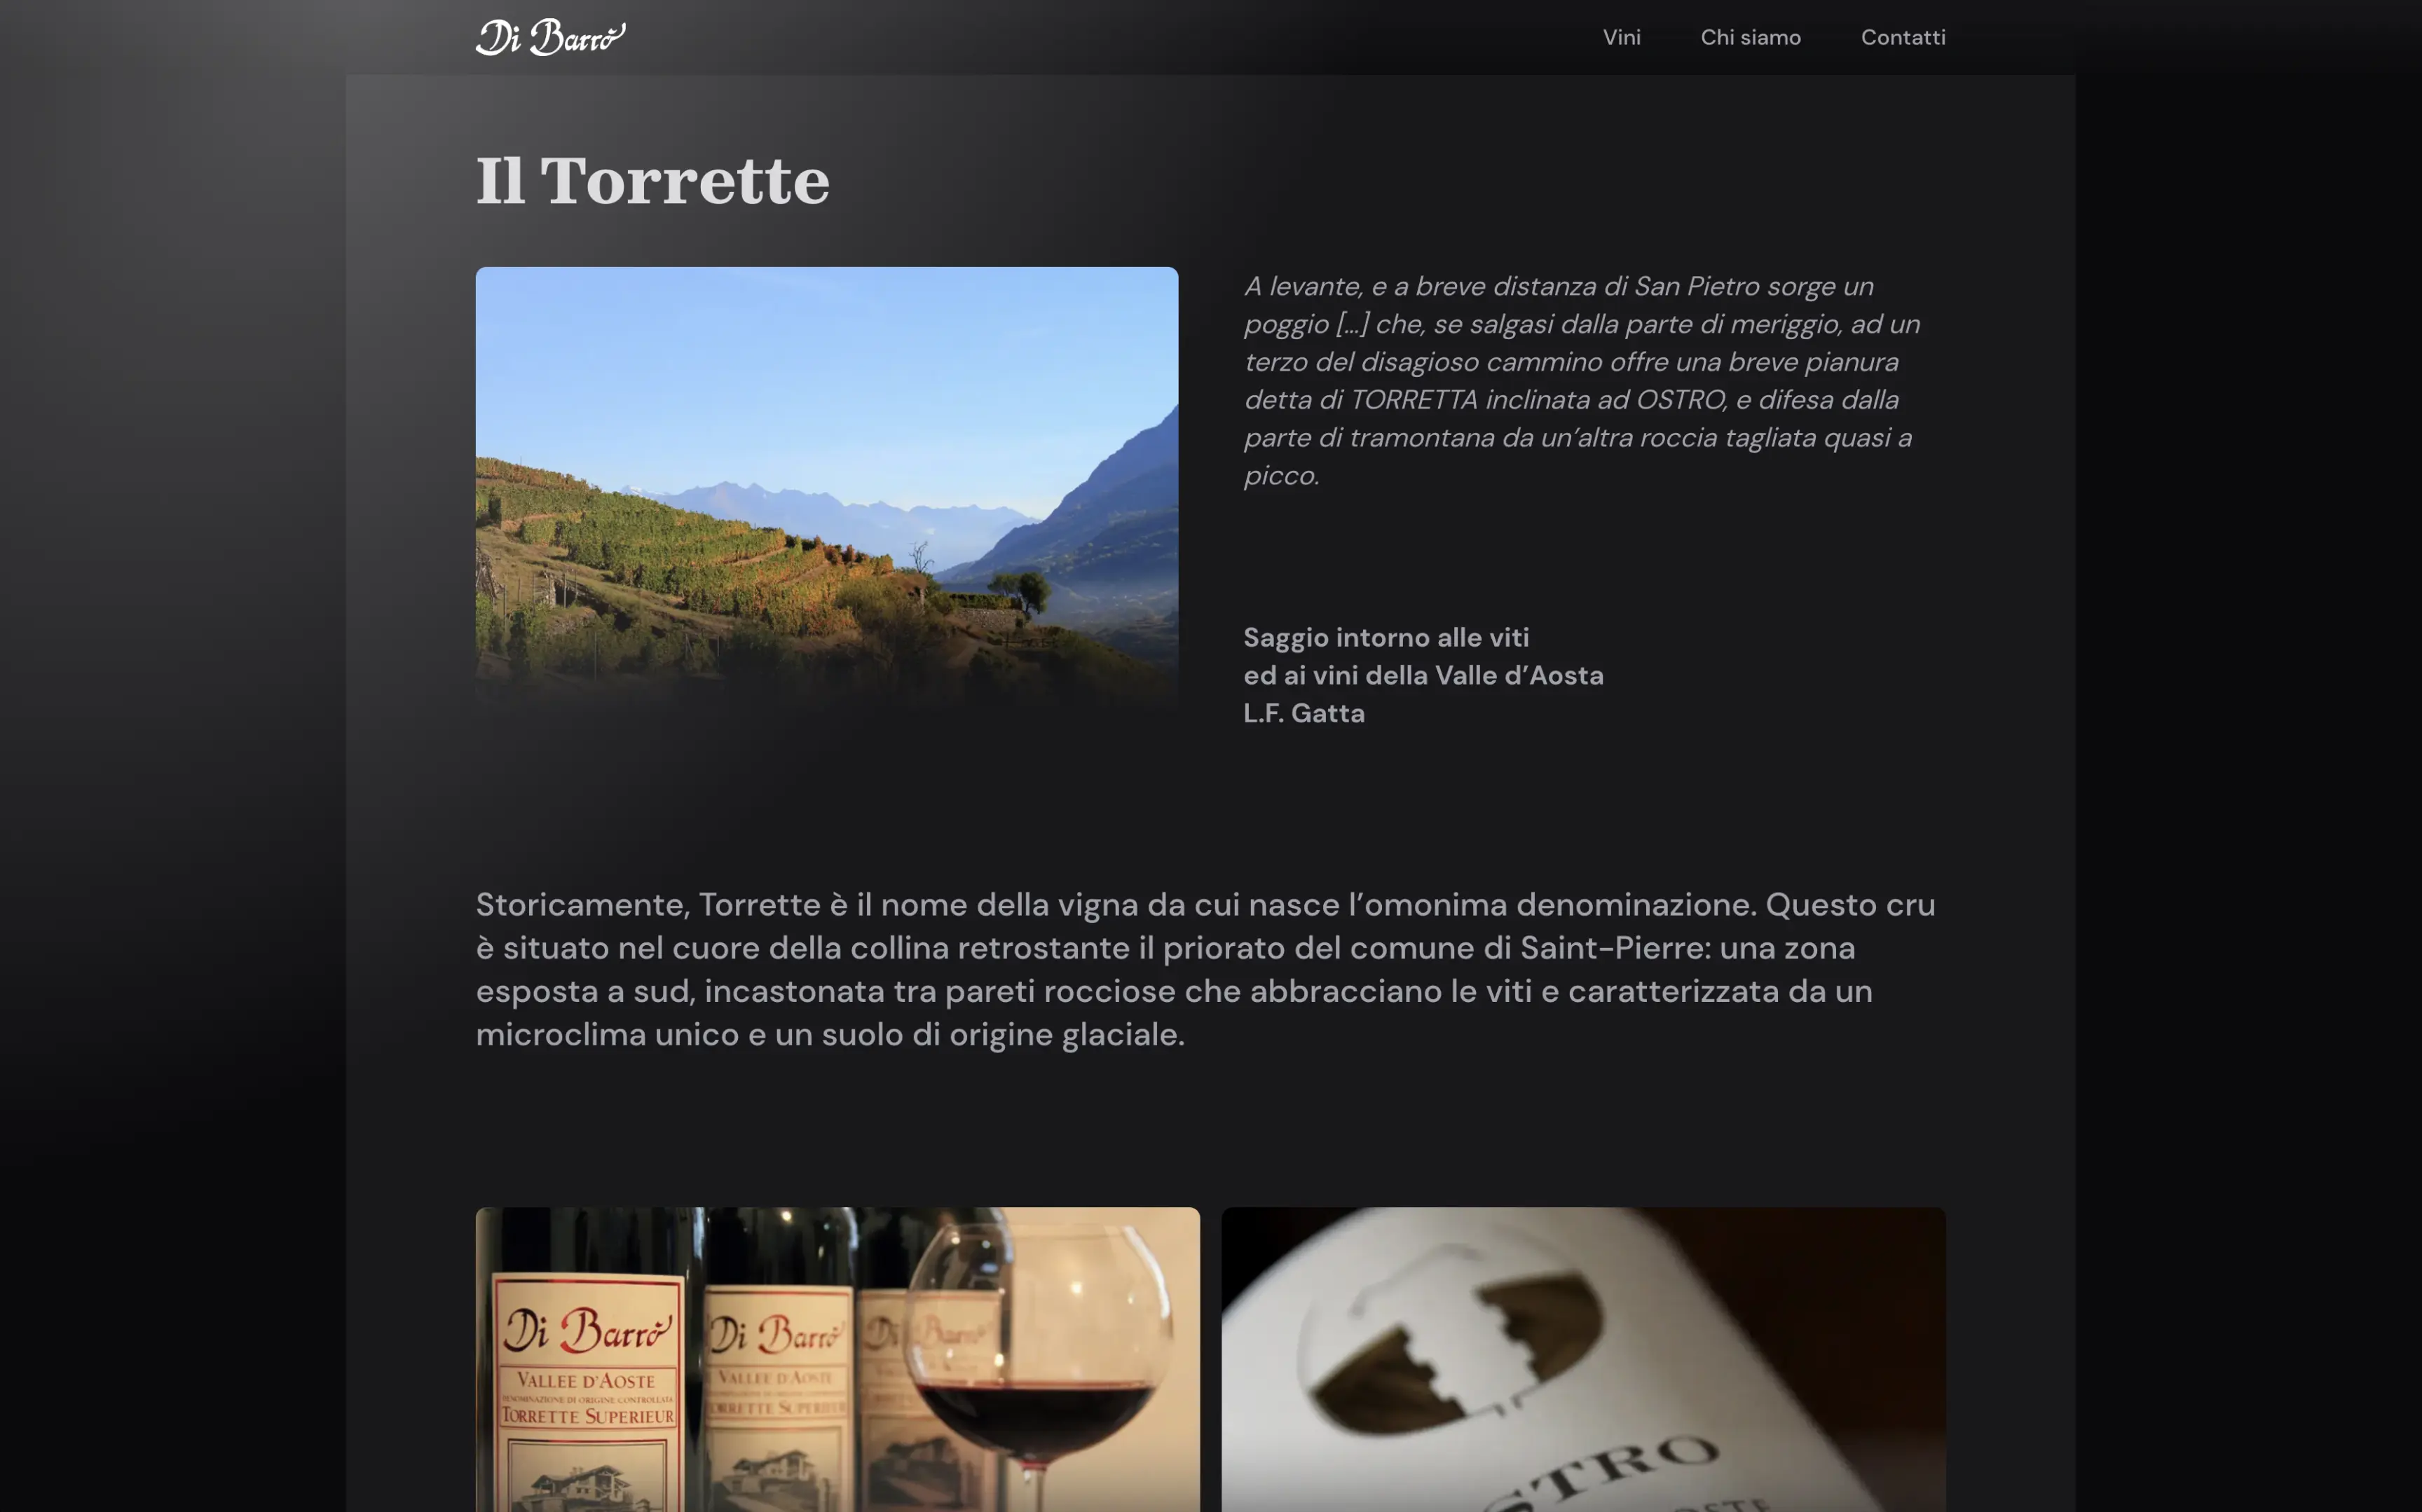 Di Barrò
Vini
Chi siamo
Contatti
Il Torrette
A levante, e a breve distanza di San Pietro sorge un
poggio [...] che, se salgasi dalla parte di meriggio, ad un
terzo del disagioso cammino offre una breve pianura
detta di TORRETTA inclinata ad OSTRO, e difesa dalla
parte di tramontana da un’altra roccia tagliata quasi a
picco.
Saggio intorno alle viti
ed ai vini della Valle d’Aosta
L.F. Gatta
Storicamente, Torrette è il nome della vigna da cui nasce l’omonima denominazione. Questo cru
è situato nel cuore della collina retrostante il priorato del comune di Saint-Pierre: una zona
esposta a sud, incastonata tra pareti rocciose che abbracciano le viti e caratterizzata da un
microclima unico e un suolo di origine glaciale.
Di Barrò
VALLEE D'AOSTE
DENOMINAZIONE DI ORIGINE CONTROLLATA
TORRETTE SUPERIEUR
Di Barrò
VALLEE D'AOSTE
TORRETTE SUPERIEUR
Di Barrò
STRO